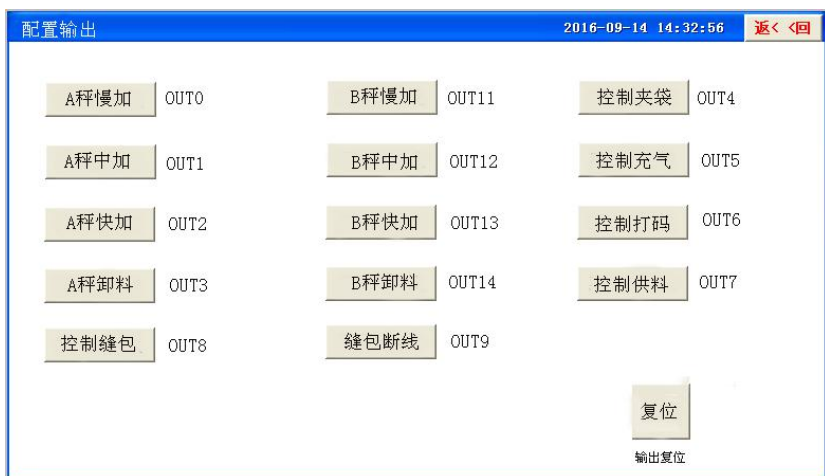 配置输出 2016-09-14 14:32:56 返<<回
A秤慢加 OUT0 B秤慢加 OUT11 控制夹袋 OUT4
A秤中加 OUT1 B秤中加 OUT12 控制充气 OUT5
A秤快加 OUT2 B秤快加 OUT13 控制打码 OUT6
A秤卸料 OUT3 B秤卸料 OUT14 控制供料 OUT7
控制缝包 OUT8 缝包断线 OUT9
复位
输出复位